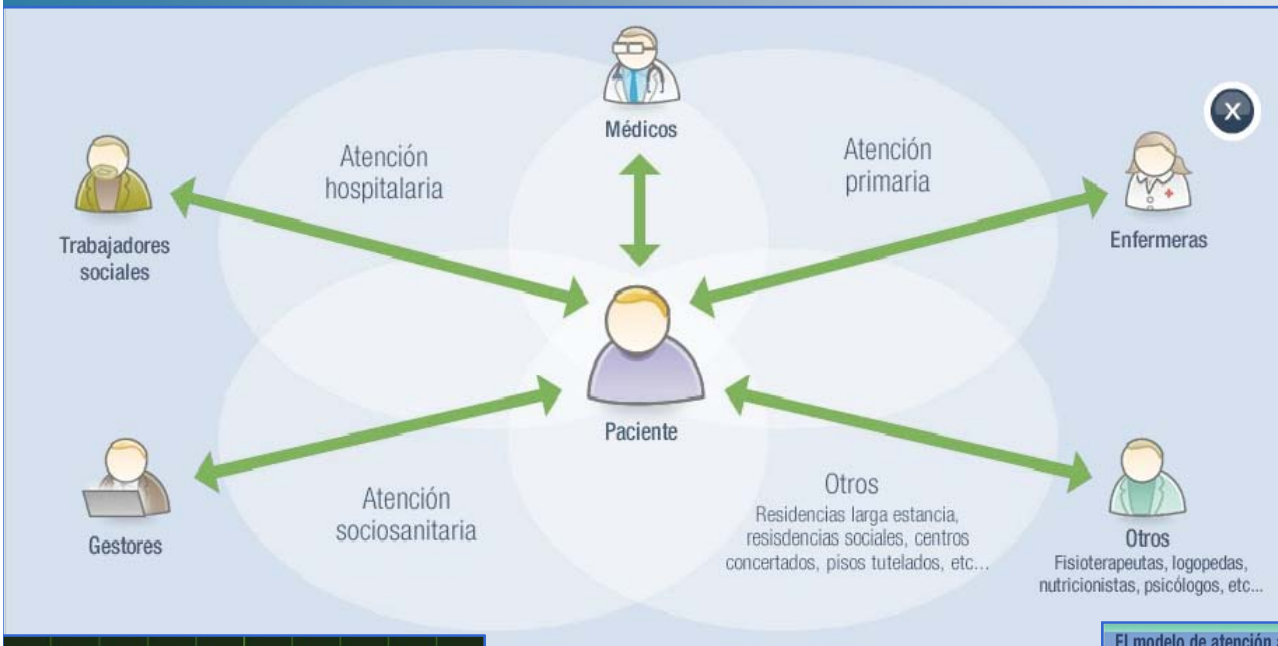 Médicos
Atención
hospitalaria
Atención
primaria
X
Trabajadores
sociales
Enfermeras
Paciente
Gestores
Atención
sociosanitaria
Otros
Residencias larga estancia,
resisdencias sociales, centros
concertados, pisos tutelados, etc...
Otros
Fisioterapeutas, logopedas,
nutricionistas, psicólogos, etc...
El modelo de atención a